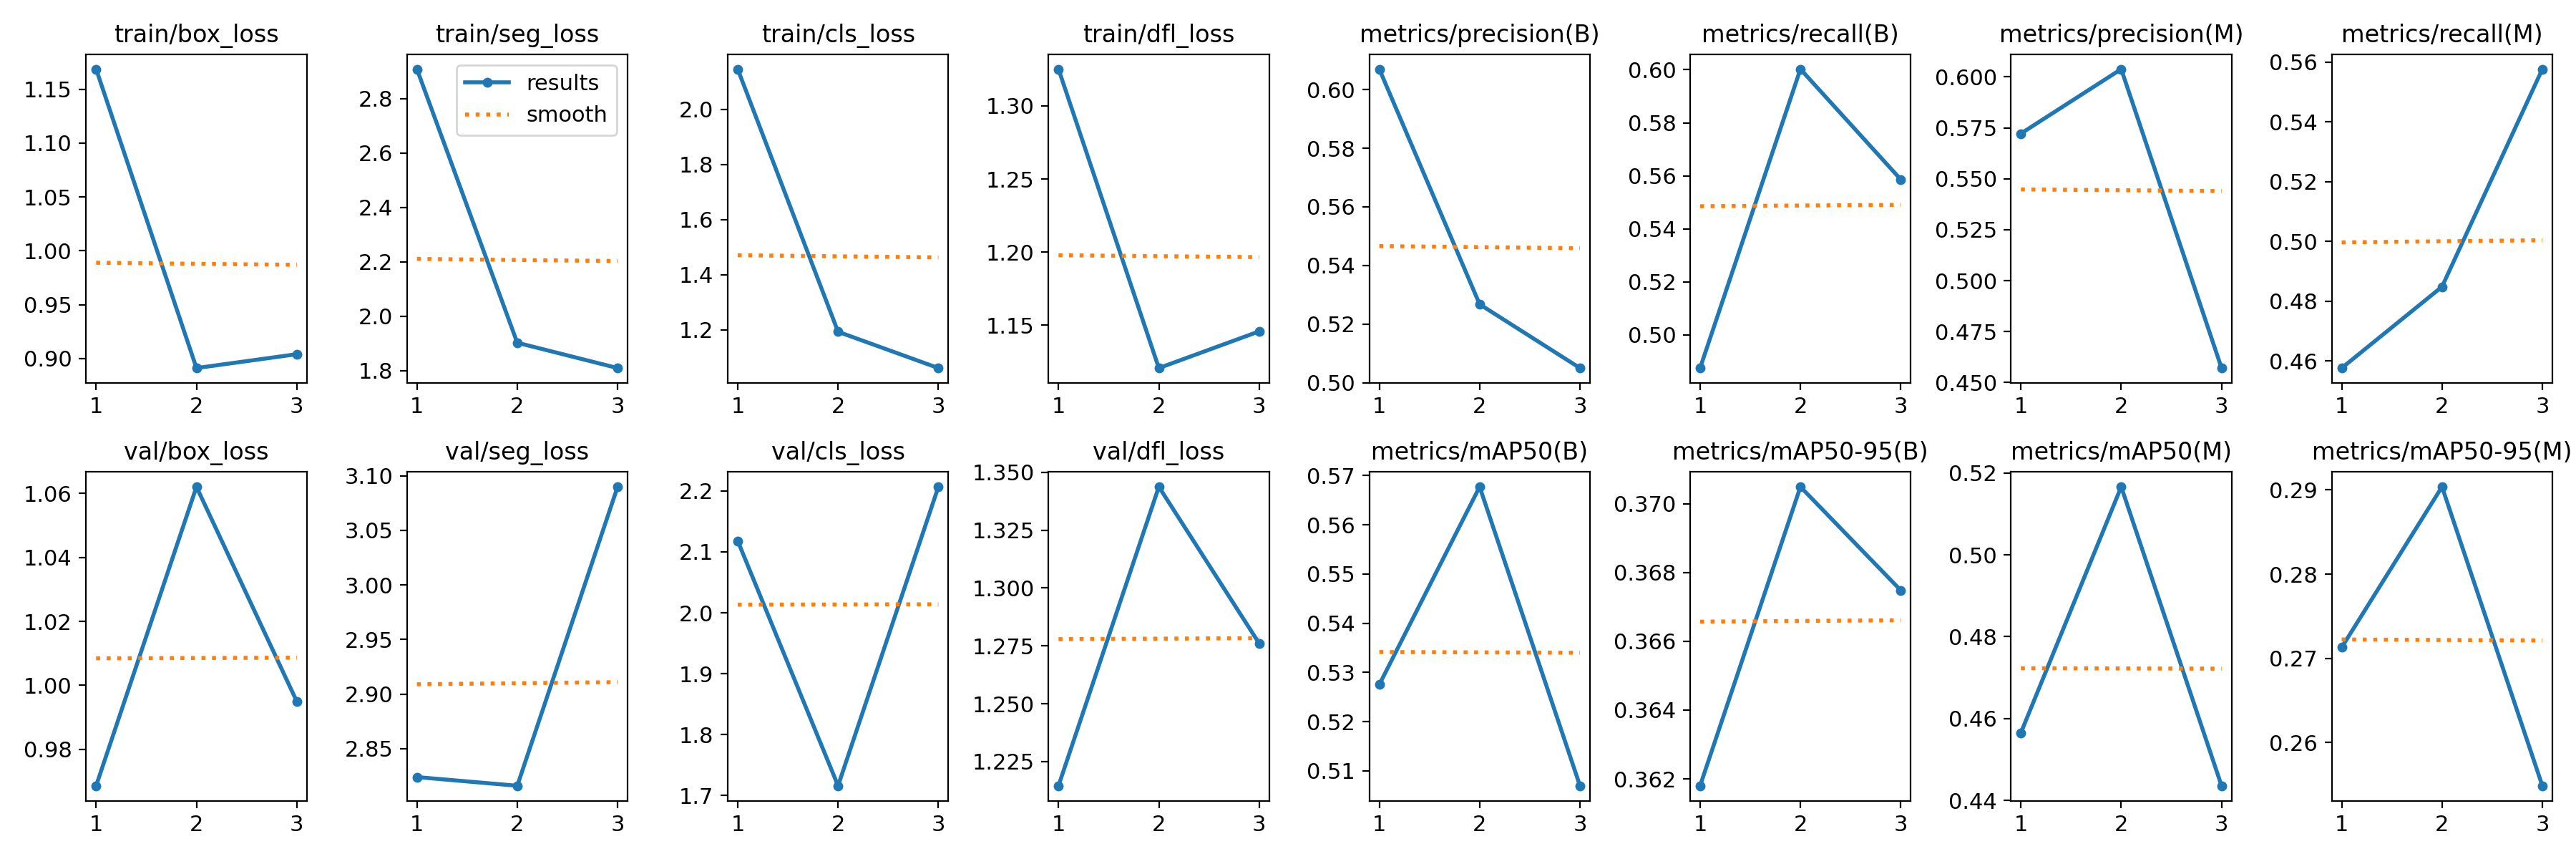 train/box_loss
1.15
1.10
1.05
1.00
0.95
0.90
1 2 3
train/seg_loss
results
smooth
2.8
2.6
2.4
2.2
2.0
1.8
1 2 3
train/cls_loss
2.0
1.8
1.6
1.4
1.2
1 2 3
train/dfl_loss
1.30
1.25
1.20
1.15
1 2 3
metrics/precision(B)
0.60
0.58
0.56
0.54
0.52
0.50
1 2 3
metrics/recall(B)
0.60
0.58
0.56
0.54
0.52
0.50
1 2 3
metrics/precision(M)
0.600
0.575
0.550
0.525
0.500
0.475
0.450
1 2 3
metrics/recall(M)
0.56
0.54
0.52
0.50
0.48
0.46
1 2 3
val/box_loss
1.06
1.04
1.02
1.00
0.98
1 2 3
val/seg_loss
3.10
3.05
3.00
2.95
2.90
2.85
1 2 3
val/cls_loss
2.2
2.1
2.0
1.9
1.8
1.7
1 2 3
val/dfl_loss
1.350
1.325
1.300
1.275
1.250
1.225
1 2 3
metrics/mAP50(B)
0.57
0.56
0.55
0.54
0.53
0.52
0.51
1 2 3
metrics/mAP50-95(B)
0.370
0.368
0.366
0.364
0.362
1 2 3
metrics/mAP50(M)
0.52
0.50
0.48
0.46
0.44
1 2 3
metrics/mAP50-95(M)
0.29
0.28
0.27
0.26
1 2 3